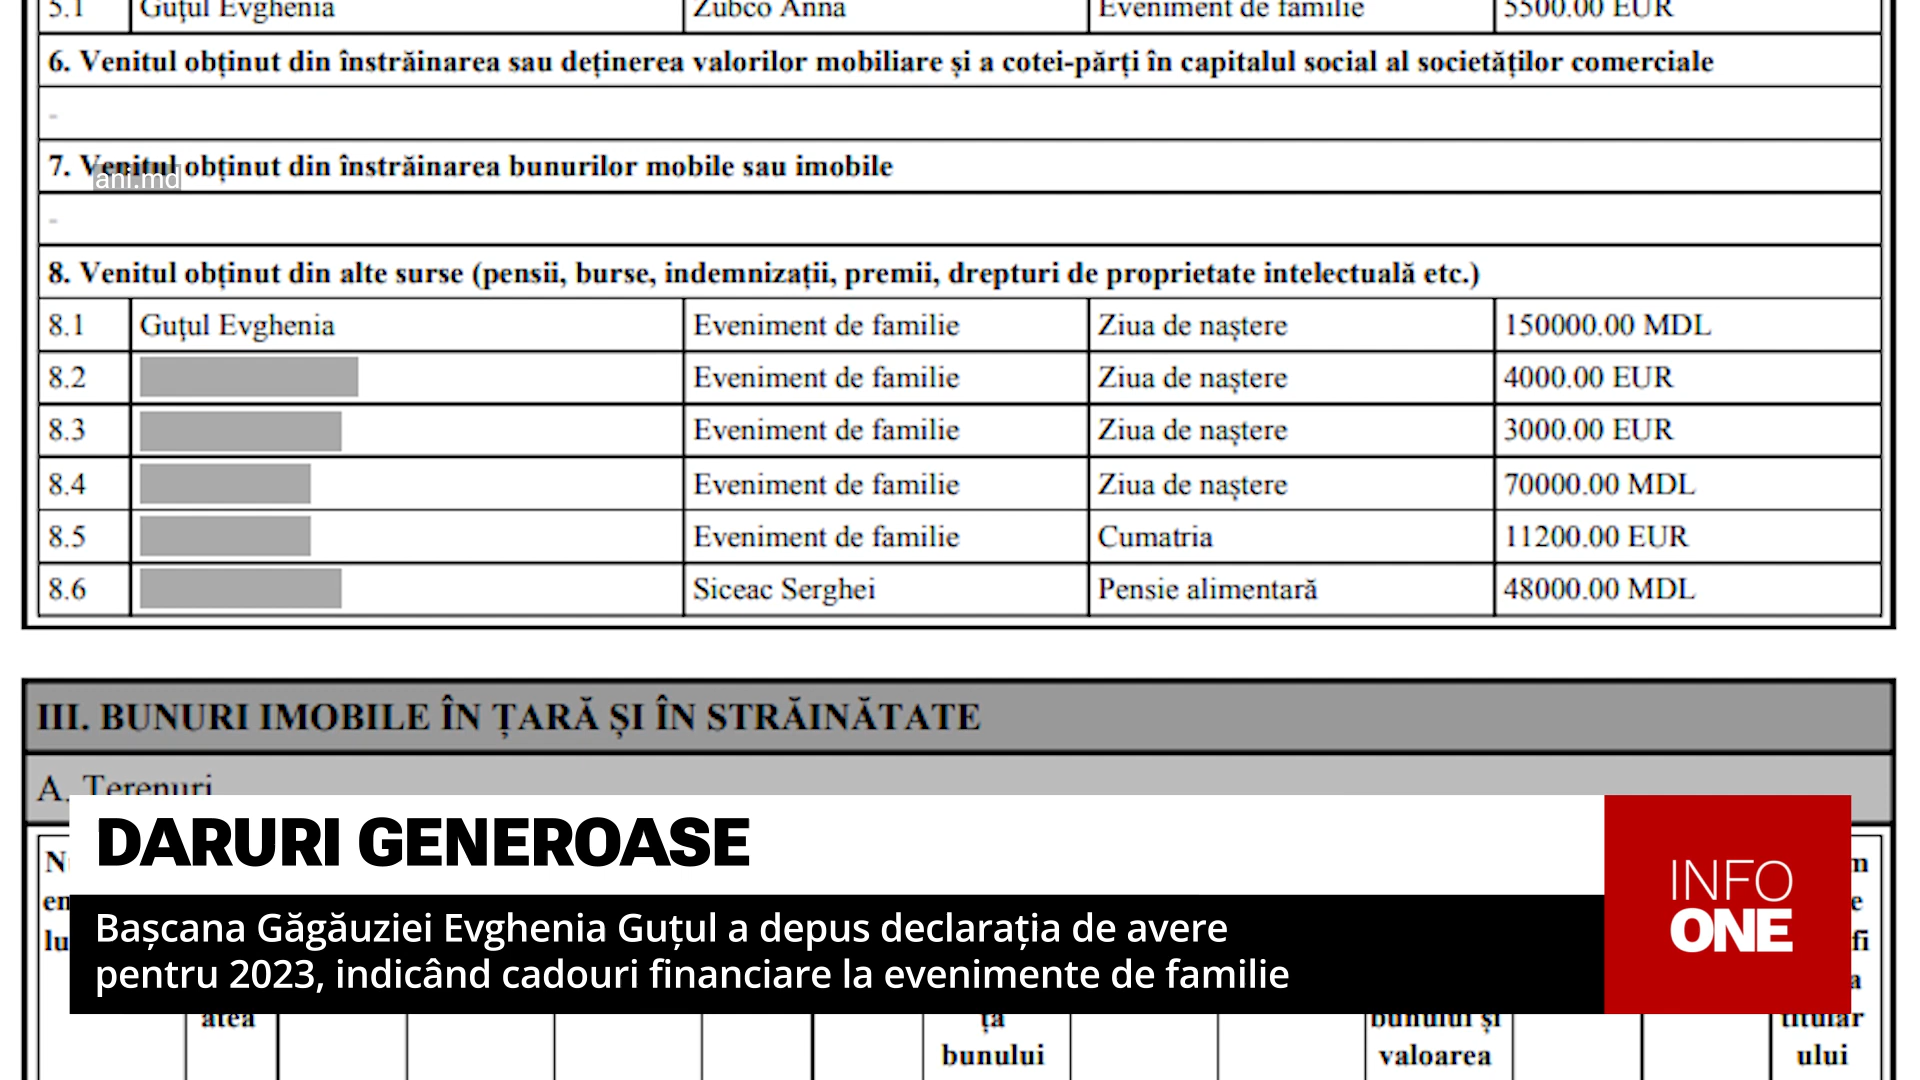 5.1 Guțul Evghenia Zubco Anna Eveniment de familie 5500.00 EUR
6. Venitul obținut din înstrăinarea sau deținerea valorilor mobiliare și a cotei-părți în capitalul social al societăților comerciale
-
7. Venitul obținut din înstrăinarea bunurilor mobile sau imobile
ani.md
-
8. Venitul obținut din alte surse (pensii, burse, indemnizații, premii, drepturi de proprietate intelectuală etc.)
8.1 Guțul Evghenia Eveniment de familie Ziua de naștere 150000.00 MDL
8.2 Eveniment de familie Ziua de naștere 4000.00 EUR
8.3 Eveniment de familie Ziua de naștere 3000.00 EUR
8.4 Eveniment de familie Ziua de naștere 70000.00 MDL
8.5 Eveniment de familie Cumatria 11200.00 EUR
8.6 Siceac Serghei Pensie alimentară 48000.00 MDL
III. BUNURI IMOBILE ÎN ȚARĂ ȘI ÎN STRĂINĂTATE
A. Terenuri
DARURI GENEROASE
Bașcana Găgăuziei Evghenia Guțul a depus declarația de avere
pentru 2023, indicând cadouri financiare la evenimente de familie
INFO
ONE
atea ța bunului și titular
bunului valoarea ului